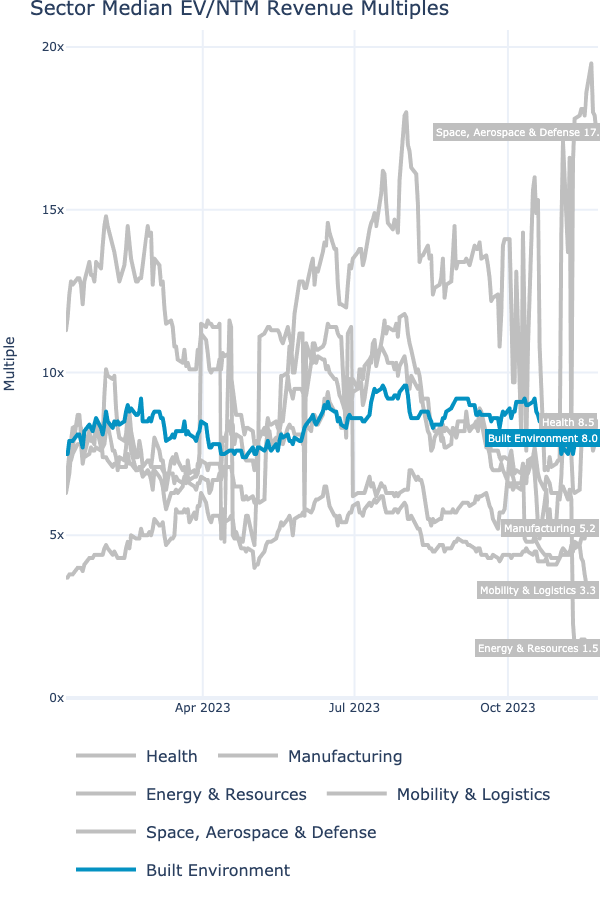 Sector Median EV/NTM Revenue Multiples
20x
Space, Aerospace & Defense 17.
15x
Multiple
10x
Health 8.5
Built Environment 8.0
5x
Manufacturing 5.2
Mobility & Logistics 3.3
Energy & Resources 1.5
0x
Apr 2023
Jul 2023
Oct 2023
Health
Manufacturing
Energy & Resources
Mobility & Logistics
Space, Aerospace & Defense
Built Environment